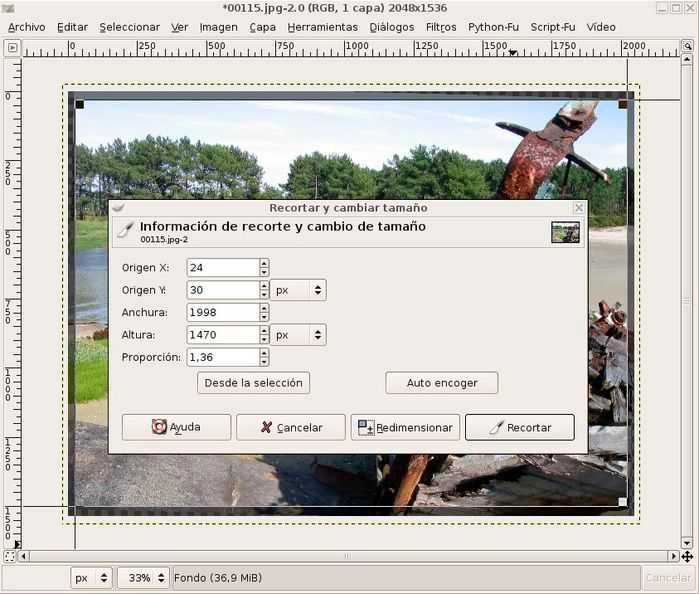 *00115.jpg-2.0 (RGB, 1 capa) 2048x1536
Archivo Editar Seleccionar Ver Imagen Capa Herramientas Diálogos Filtros Python-Fu Script-Fu Vídeo
0 250 500 750 1000 1250 1500 1750 2000
0
250
500
750
1000
1250
1500
Recortar y cambiar tamaño
Información de recorte y cambio de tamaño
00115.jpg-2
Origen X: 24
Origen Y: 30 px
Anchura: 1998
Altura: 1470 px
Proporción: 1,36
Desde la selección Auto encoger
Ayuda Cancelar Redimensionar Recortar
px 33% Fondo (36,9 MiB) Cancelar